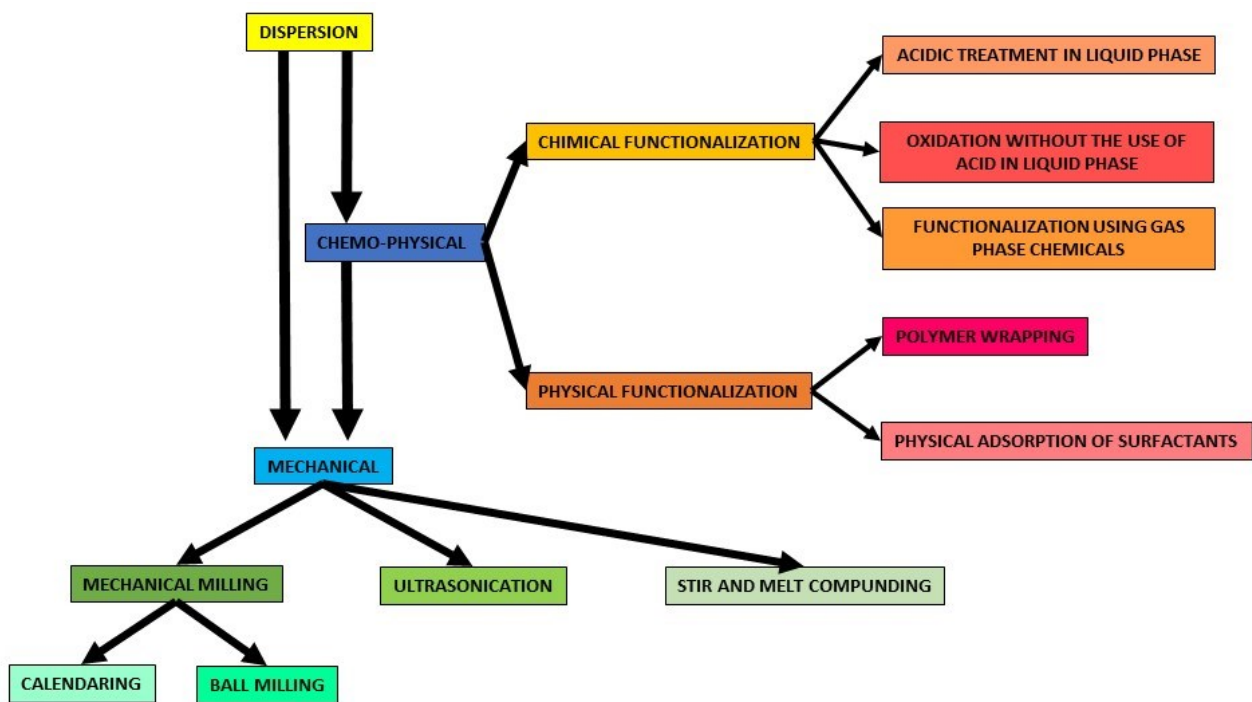 DISPERSION
ACIDIC TREATMENT IN LIQUID PHASE
CHIMICAL FUNCTIONALIZATION
OXIDATION WITHOUT THE USE OF
ACID IN LIQUID PHASE
CHEMO-PHYSICAL
FUNCTIONALIZATION USING GAS
PHASE CHEMICALS
POLYMER WRAPPING
PHYSICAL FUNCTIONALIZATION
PHYSICAL ADSORPTION OF SURFACTANTS
MECHANICAL
MECHANICAL MILLING
ULTRASONICATION
STIR AND MELT COMPUNDING
CALENDARING
BALL MILLING